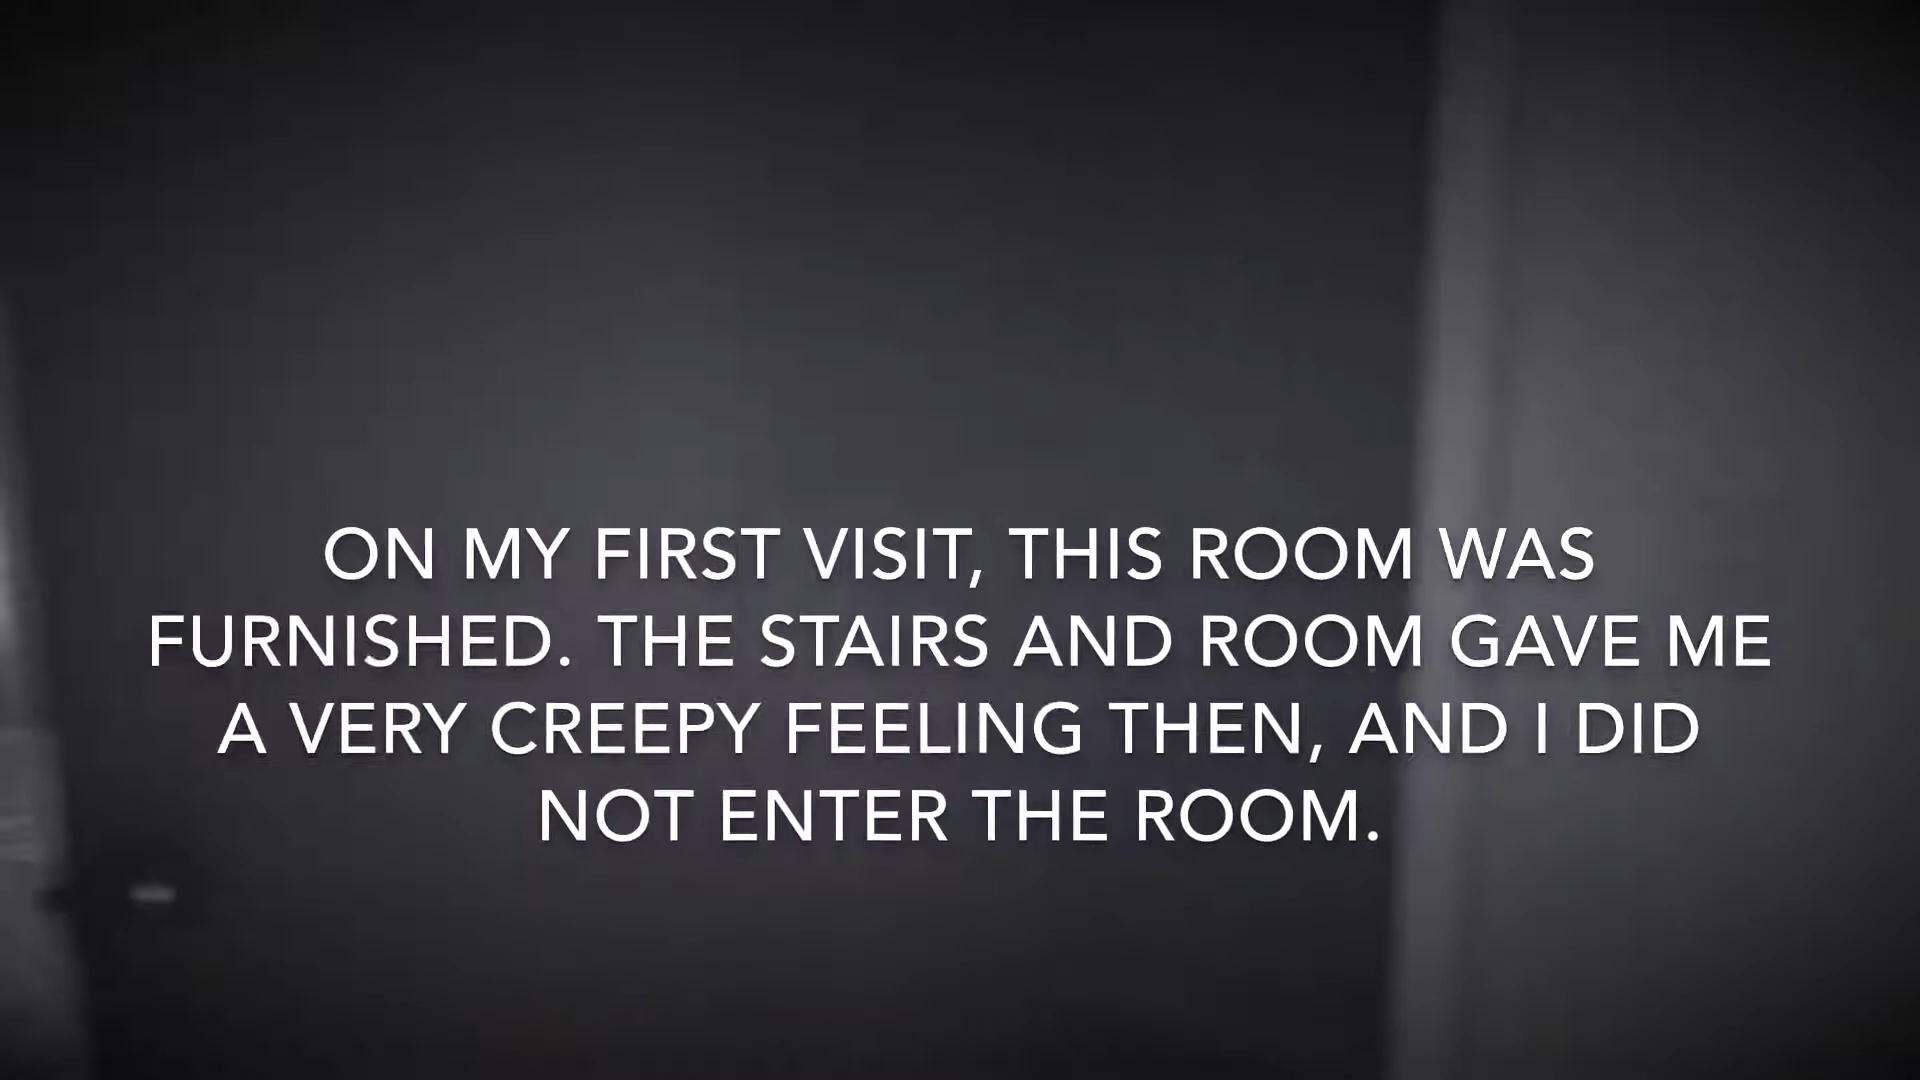 ON MY FIRST VISIT, THIS ROOM WAS
FURNISHED. THE STAIRS AND ROOM GAVE ME
A VERY CREEPY FEELING THEN, AND I DID
NOT ENTER THE ROOM.